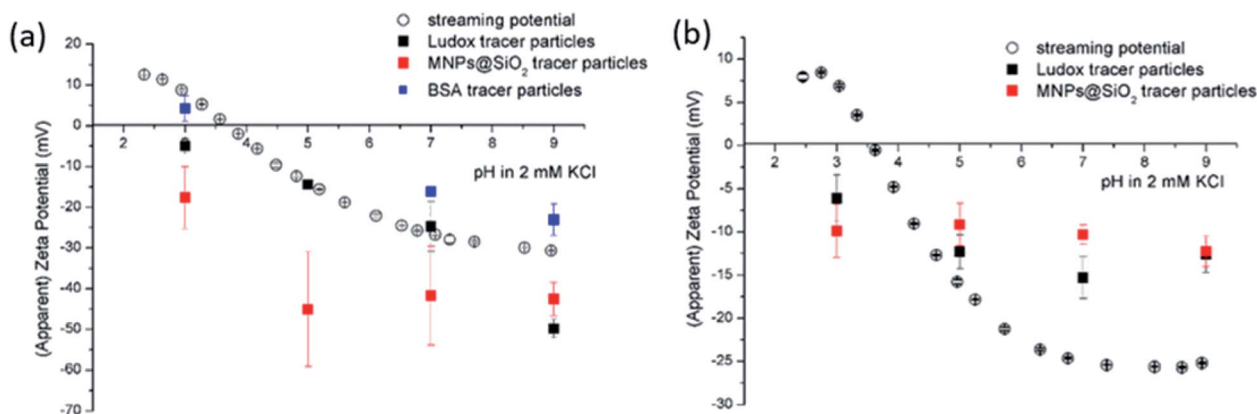 (a)
streaming potential
Ludox tracer particles
MNPs@SiO2 tracer particles
BSA tracer particles
20
10
0
-10
-20
-30
-40
-50
-60
-70
2
3
4
5
6
7
8
9
pH in 2 mM KCl
(Apparent) Zeta Potential (mV)
(b)
streaming potential
Ludox tracer particles
MNPs@SiO2 tracer particles
10
5
0
-5
-10
-15
-20
-25
-30
2
3
4
5
6
7
8
9
pH in 2 mM KCl
(Apparent) Zeta Potential (mV)